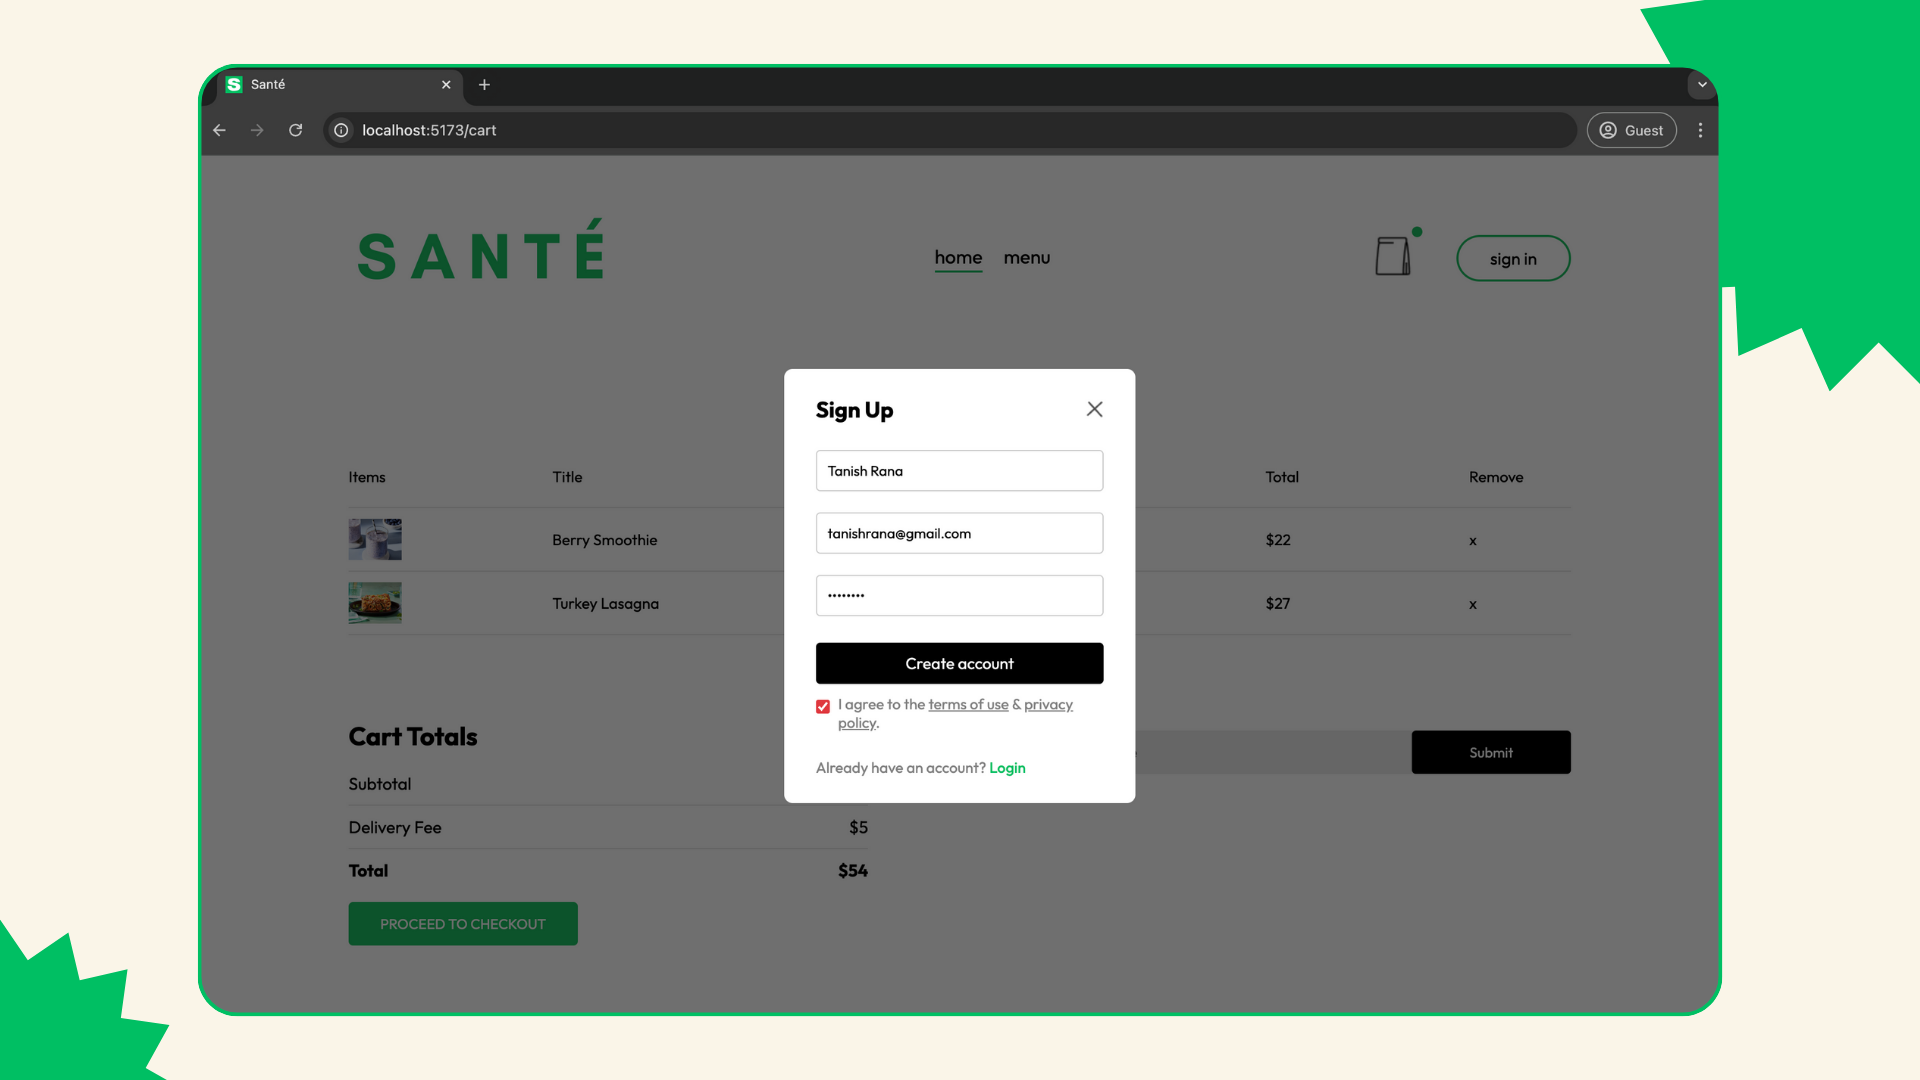 Santé
localhost:5173/cart
Guest
SANTÉ
home
menu
sign in
Sign Up
Tanish Rana
tanishrana@gmail.com
••••••••
Create account
I agree to the terms of use & privacy
policy.
Already have an account? Login
Items Title Total Remove
Berry Smoothie $22 x
Turkey Lasagna $27 x
Cart Totals
Subtotal
Delivery Fee $5
Total $54
PROCEED TO CHECKOUT
Submit